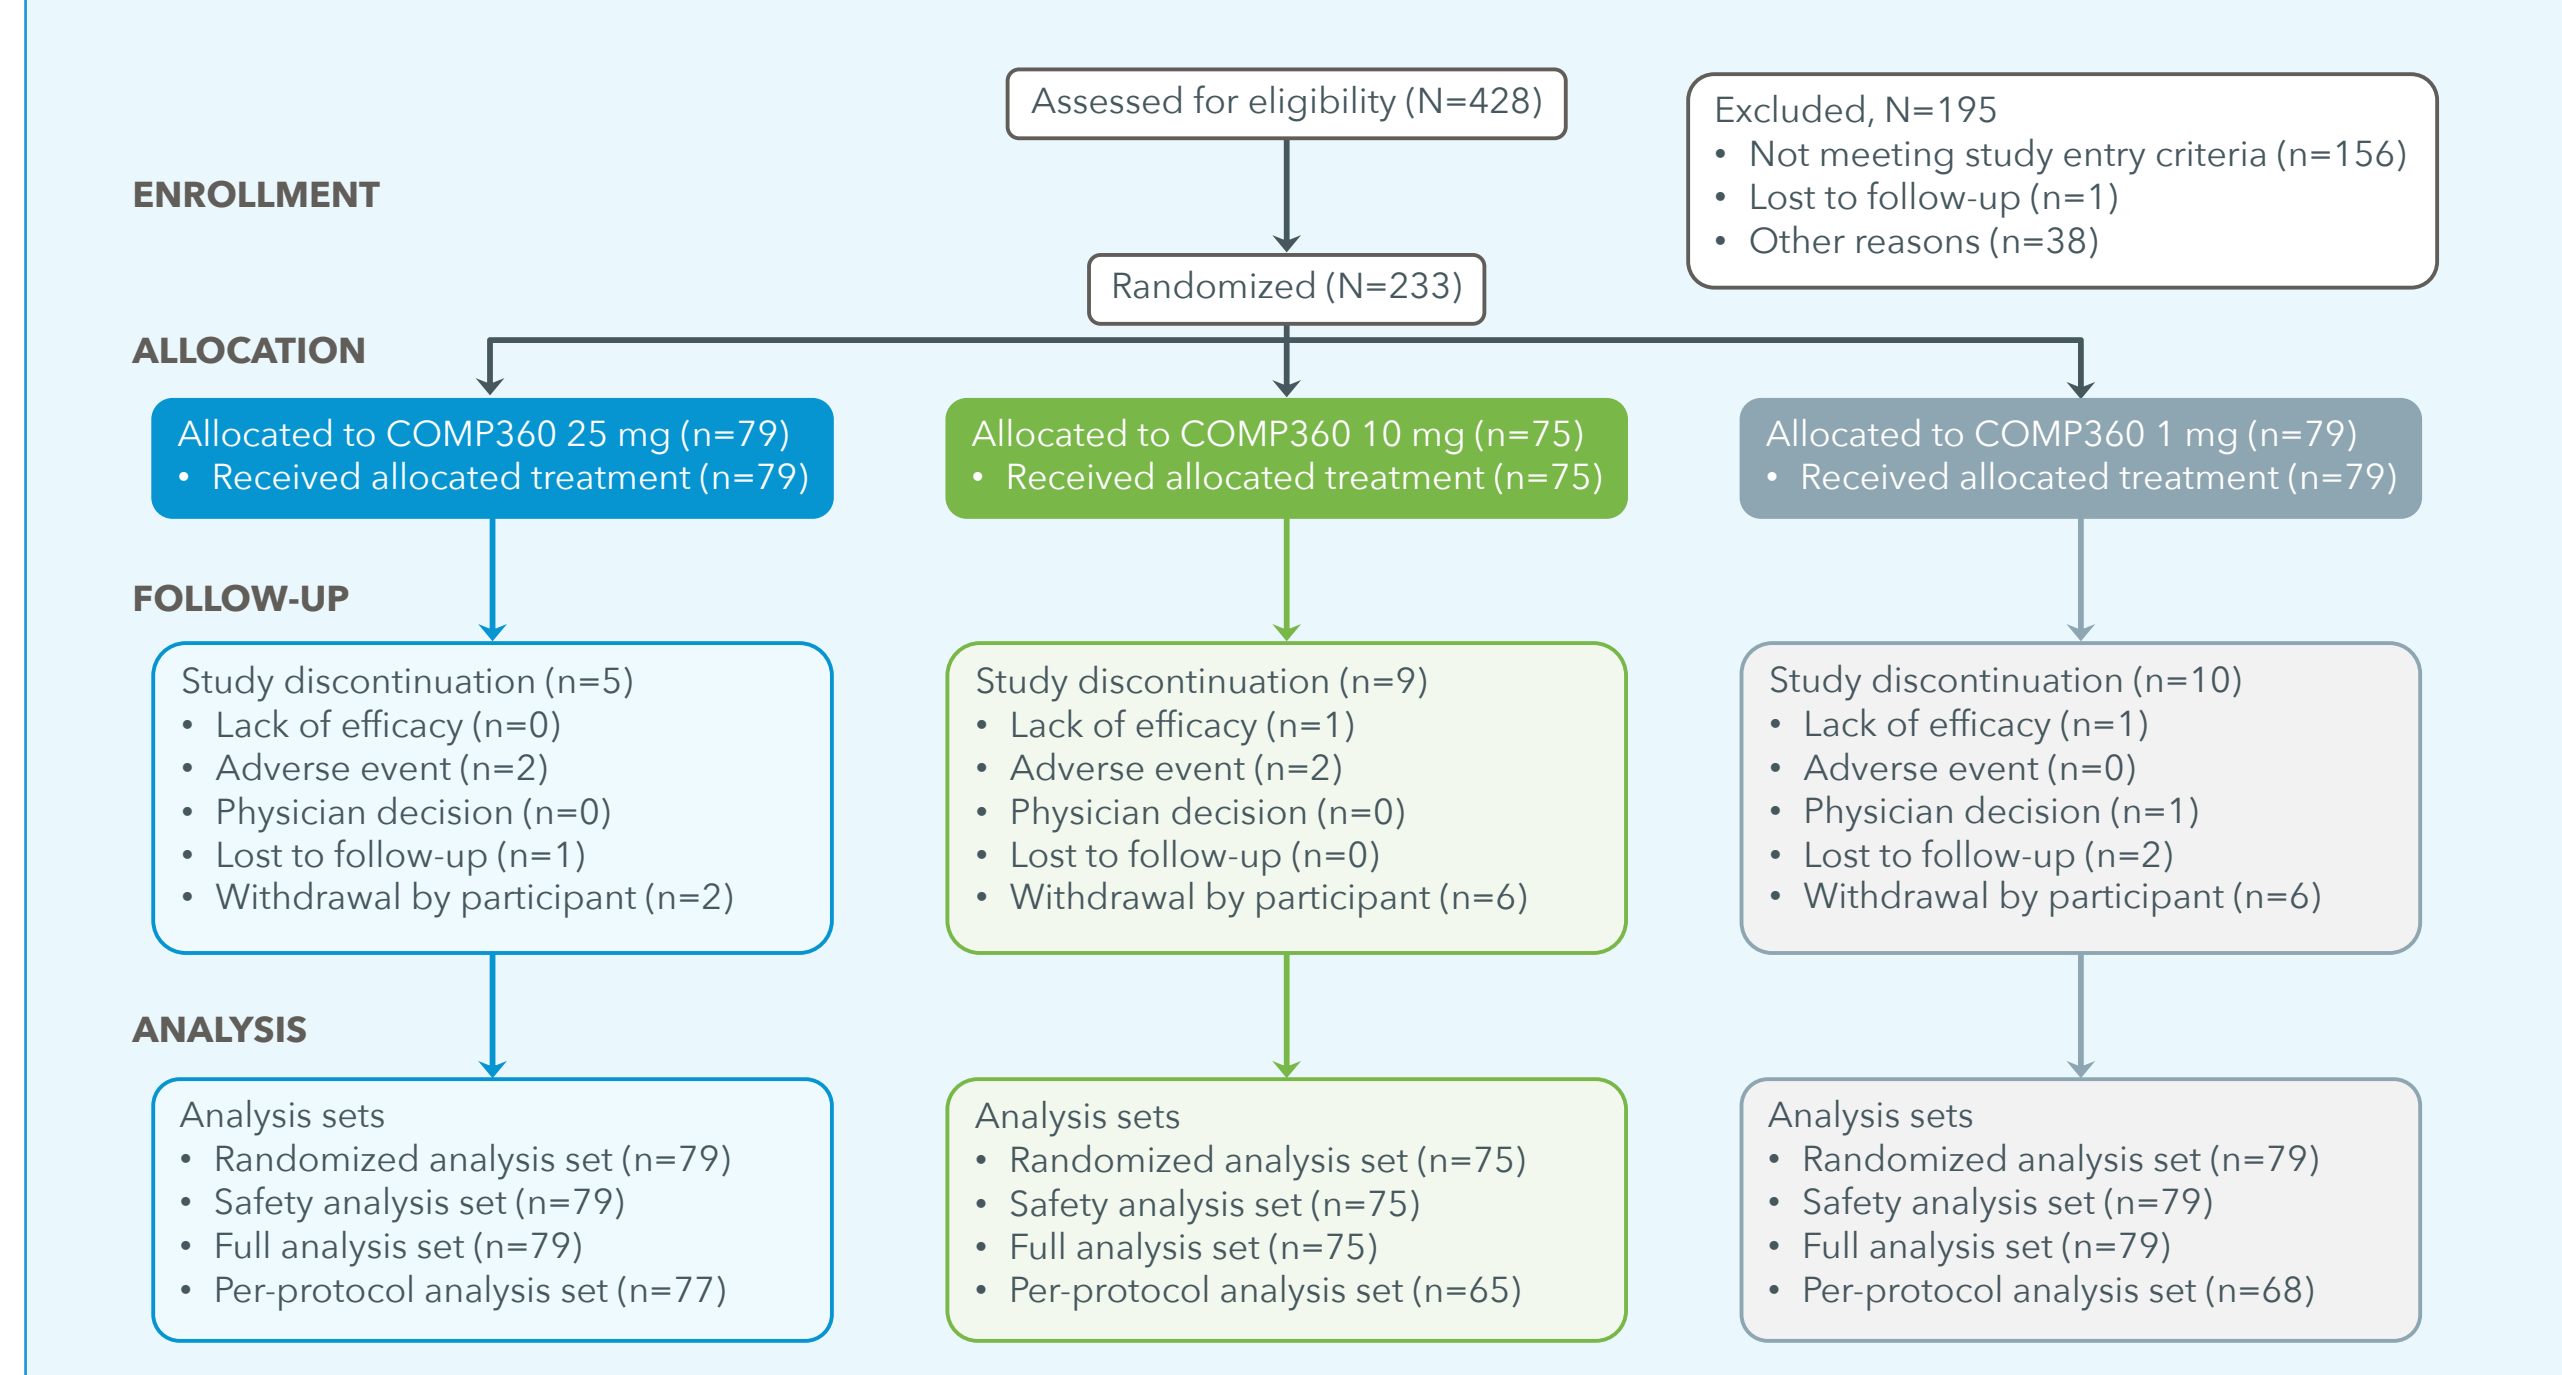 Assessed for eligibility (N=428)
Excluded, N=195
• Not meeting study entry criteria (n=156)
• Lost to follow-up (n=1)
• Other reasons (n=38)
ENROLLMENT
Randomized (N=233)
ALLOCATION
Allocated to COMP360 25 mg (n=79)
• Received allocated treatment (n=79)
Allocated to COMP360 10 mg (n=75)
• Received allocated treatment (n=75)
Allocated to COMP360 1 mg (n=79)
• Received allocated treatment (n=79)
FOLLOW-UP
Study discontinuation (n=5)
• Lack of efficacy (n=0)
• Adverse event (n=2)
• Physician decision (n=0)
• Lost to follow-up (n=1)
• Withdrawal by participant (n=2)
Study discontinuation (n=9)
• Lack of efficacy (n=1)
• Adverse event (n=2)
• Physician decision (n=0)
• Lost to follow-up (n=0)
• Withdrawal by participant (n=6)
Study discontinuation (n=10)
• Lack of efficacy (n=1)
• Adverse event (n=0)
• Physician decision (n=1)
• Lost to follow-up (n=2)
• Withdrawal by participant (n=6)
ANALYSIS
Analysis sets
• Randomized analysis set (n=79)
• Safety analysis set (n=79)
• Full analysis set (n=79)
• Per-protocol analysis set (n=77)
Analysis sets
• Randomized analysis set (n=75)
• Safety analysis set (n=75)
• Full analysis set (n=75)
• Per-protocol analysis set (n=65)
Analysis sets
• Randomized analysis set (n=79)
• Safety analysis set (n=79)
• Full analysis set (n=79)
• Per-protocol analysis set (n=68)